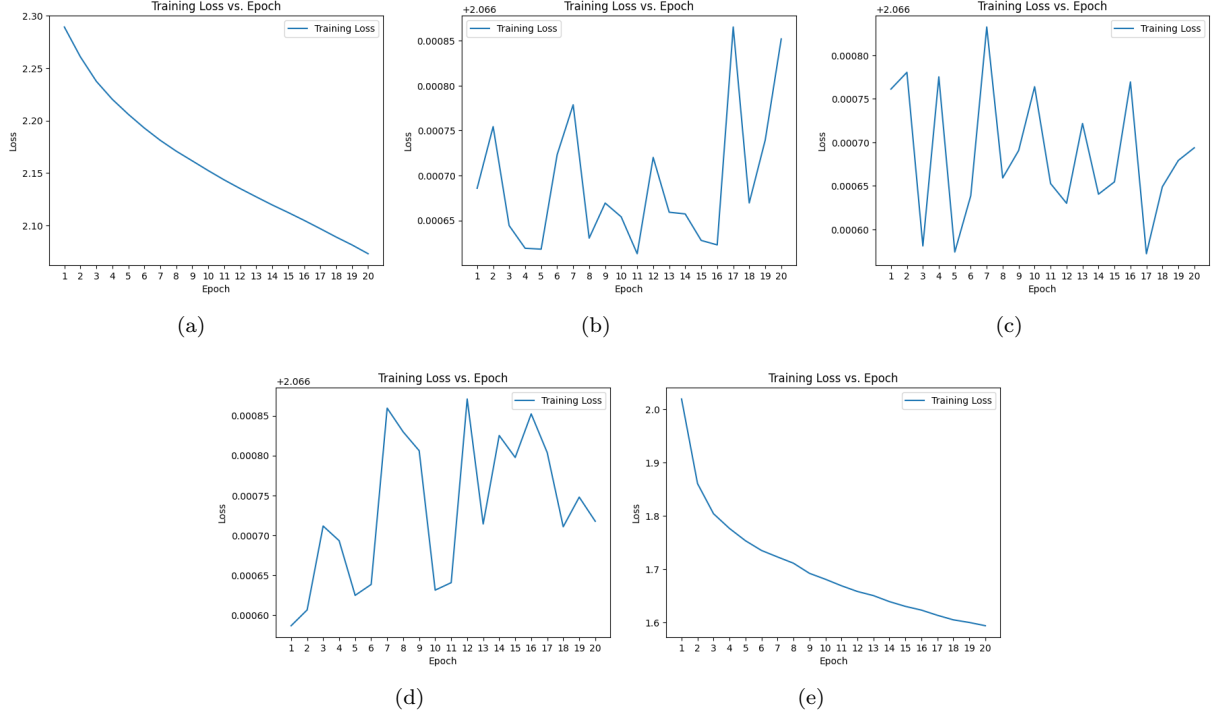 Training Loss vs. Epoch
2.30
2.25
2.20
2.15
2.10
Loss
Training Loss
1 2 3 4 5 6 7 8 9 10 11 12 13 14 15 16 17 18 19 20
Epoch
(a)
Training Loss vs. Epoch
+2.066
0.00085
0.00080
0.00075
0.00070
0.00065
Loss
Training Loss
1 2 3 4 5 6 7 8 9 10 11 12 13 14 15 16 17 18 19 20
Epoch
(b)
Training Loss vs. Epoch
+2.066
0.00080
0.00075
0.00070
0.00065
0.00060
Loss
Training Loss
1 2 3 4 5 6 7 8 9 10 11 12 13 14 15 16 17 18 19 20
Epoch
(c)
Training Loss vs. Epoch
+2.066
0.00085
0.00080
0.00075
0.00070
0.00065
0.00060
Loss
Training Loss
1 2 3 4 5 6 7 8 9 10 11 12 13 14 15 16 17 18 19 20
Epoch
(d)
Training Loss vs. Epoch
2.0
1.9
1.8
1.7
1.6
Loss
Training Loss
1 2 3 4 5 6 7 8 9 10 11 12 13 14 15 16 17 18 19 20
Epoch
(e)